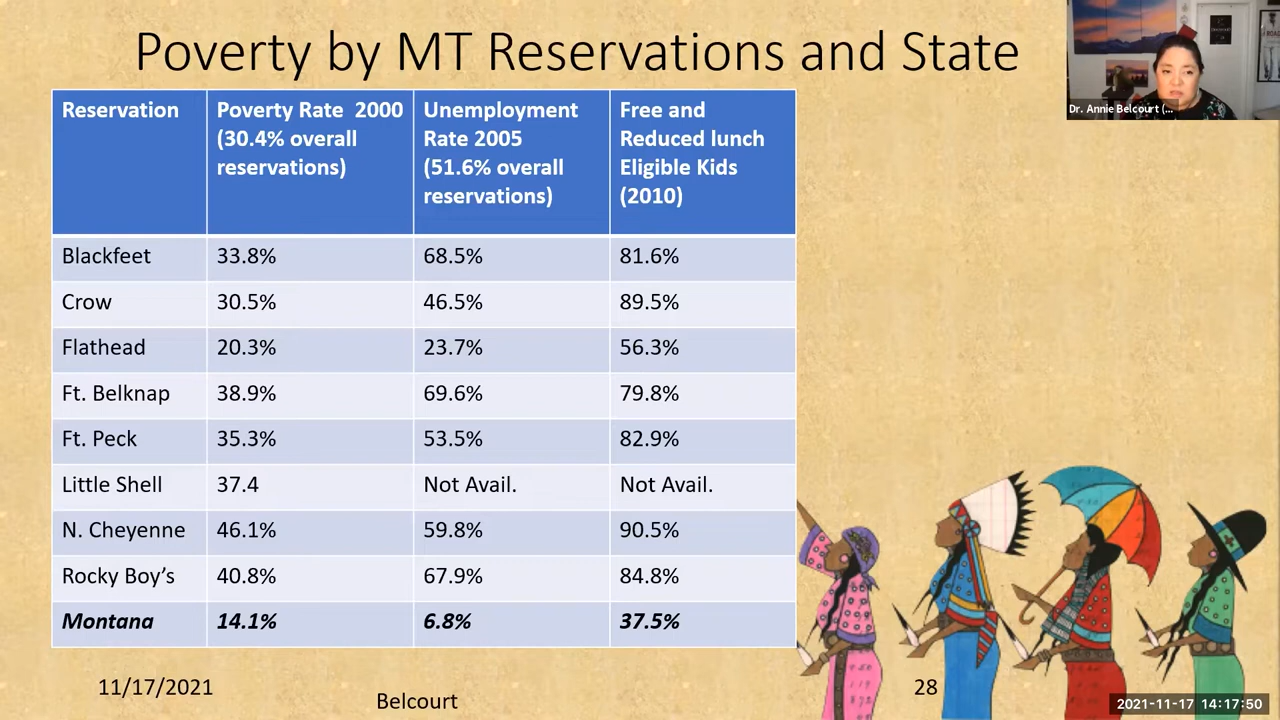 Poverty by MT Reservations and State
Dr. Annie Belcourt (...
Reservation
Poverty Rate 2000
(30.4% overall
reservations)
Unemployment
Rate 2005
(51.6% overall
reservations)
Free and
Reduced lunch
Eligible Kids
(2010)
Blackfeet 33.8% 68.5% 81.6%
Crow 30.5% 46.5% 89.5%
Flathead 20.3% 23.7% 56.3%
Ft. Belknap 38.9% 69.6% 79.8%
Ft. Peck 35.3% 53.5% 82.9%
Little Shell 37.4 Not Avail. Not Avail.
N. Cheyenne 46.1% 59.8% 90.5%
Rocky Boy's 40.8% 67.9% 84.8%
Montana 14.1% 6.8% 37.5%
11/17/2021
Belcourt
28
2021-11-17 14:17:50